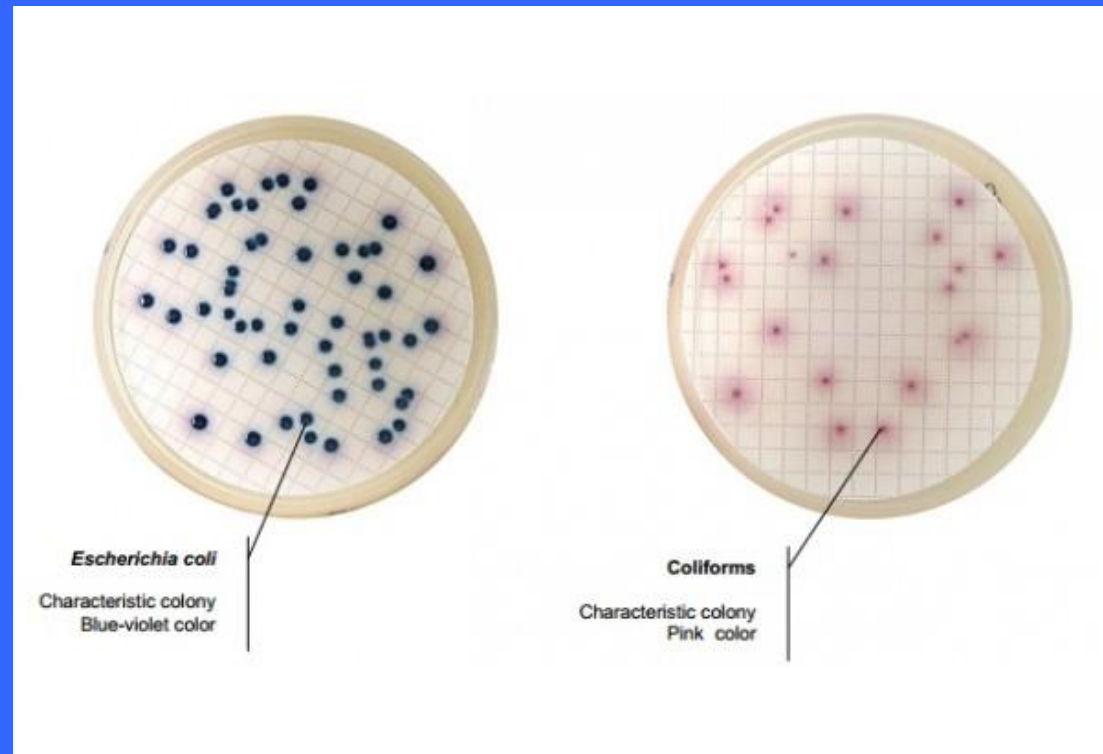 Escherichia coli
Characteristic colony
Blue-violet color
Coliforms
Characteristic colony
Pink color